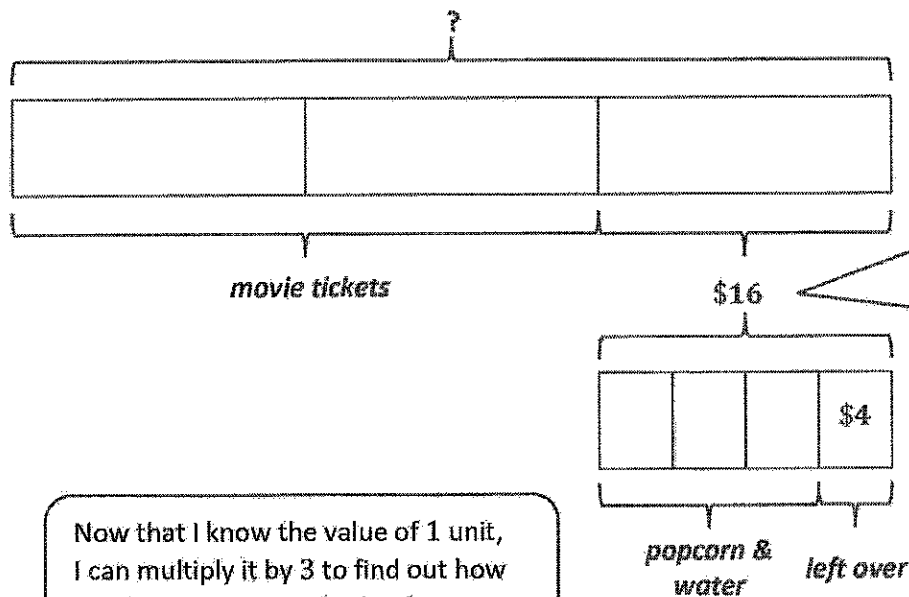 ?
movie tickets
$16
$4
popcorn &
water
left over
Now that I know the value of 1 unit,
I can multiply it by 3 to find out how